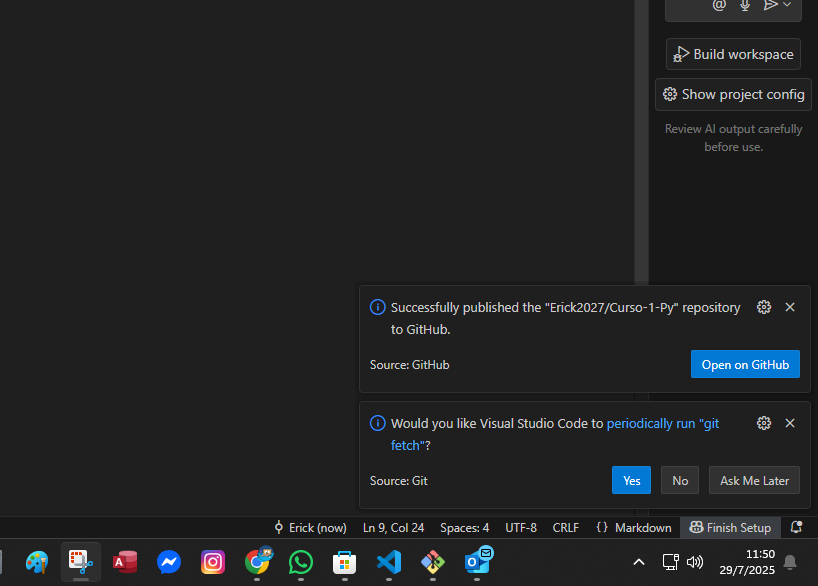 @
Build workspace
Show project config
Review AI output carefully
before use.
Successfully published the "Erick2027/Curso-1-Py" repository
to GitHub.
Source: GitHub
Open on GitHub
Would you like Visual Studio Code to periodically run "git
fetch"?
Source: Git
Yes
No
Ask Me Later
Erick (now)
Ln 9, Col 24
Spaces: 4
UTF-8
CRLF
{} Markdown
Finish Setup
A
O
11:50
29/7/2025